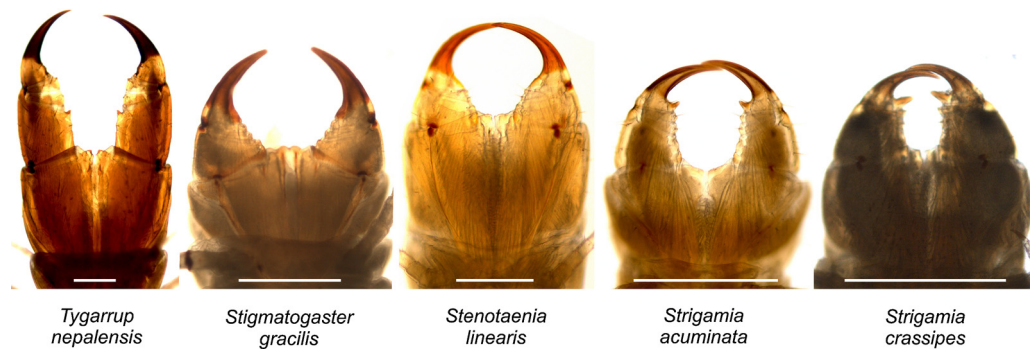 Tygarrup
nepalensis
Stigmatogaster
gracilis
Stenotaenia
linearis
Strigamia
acuminata
Strigamia
crassipes